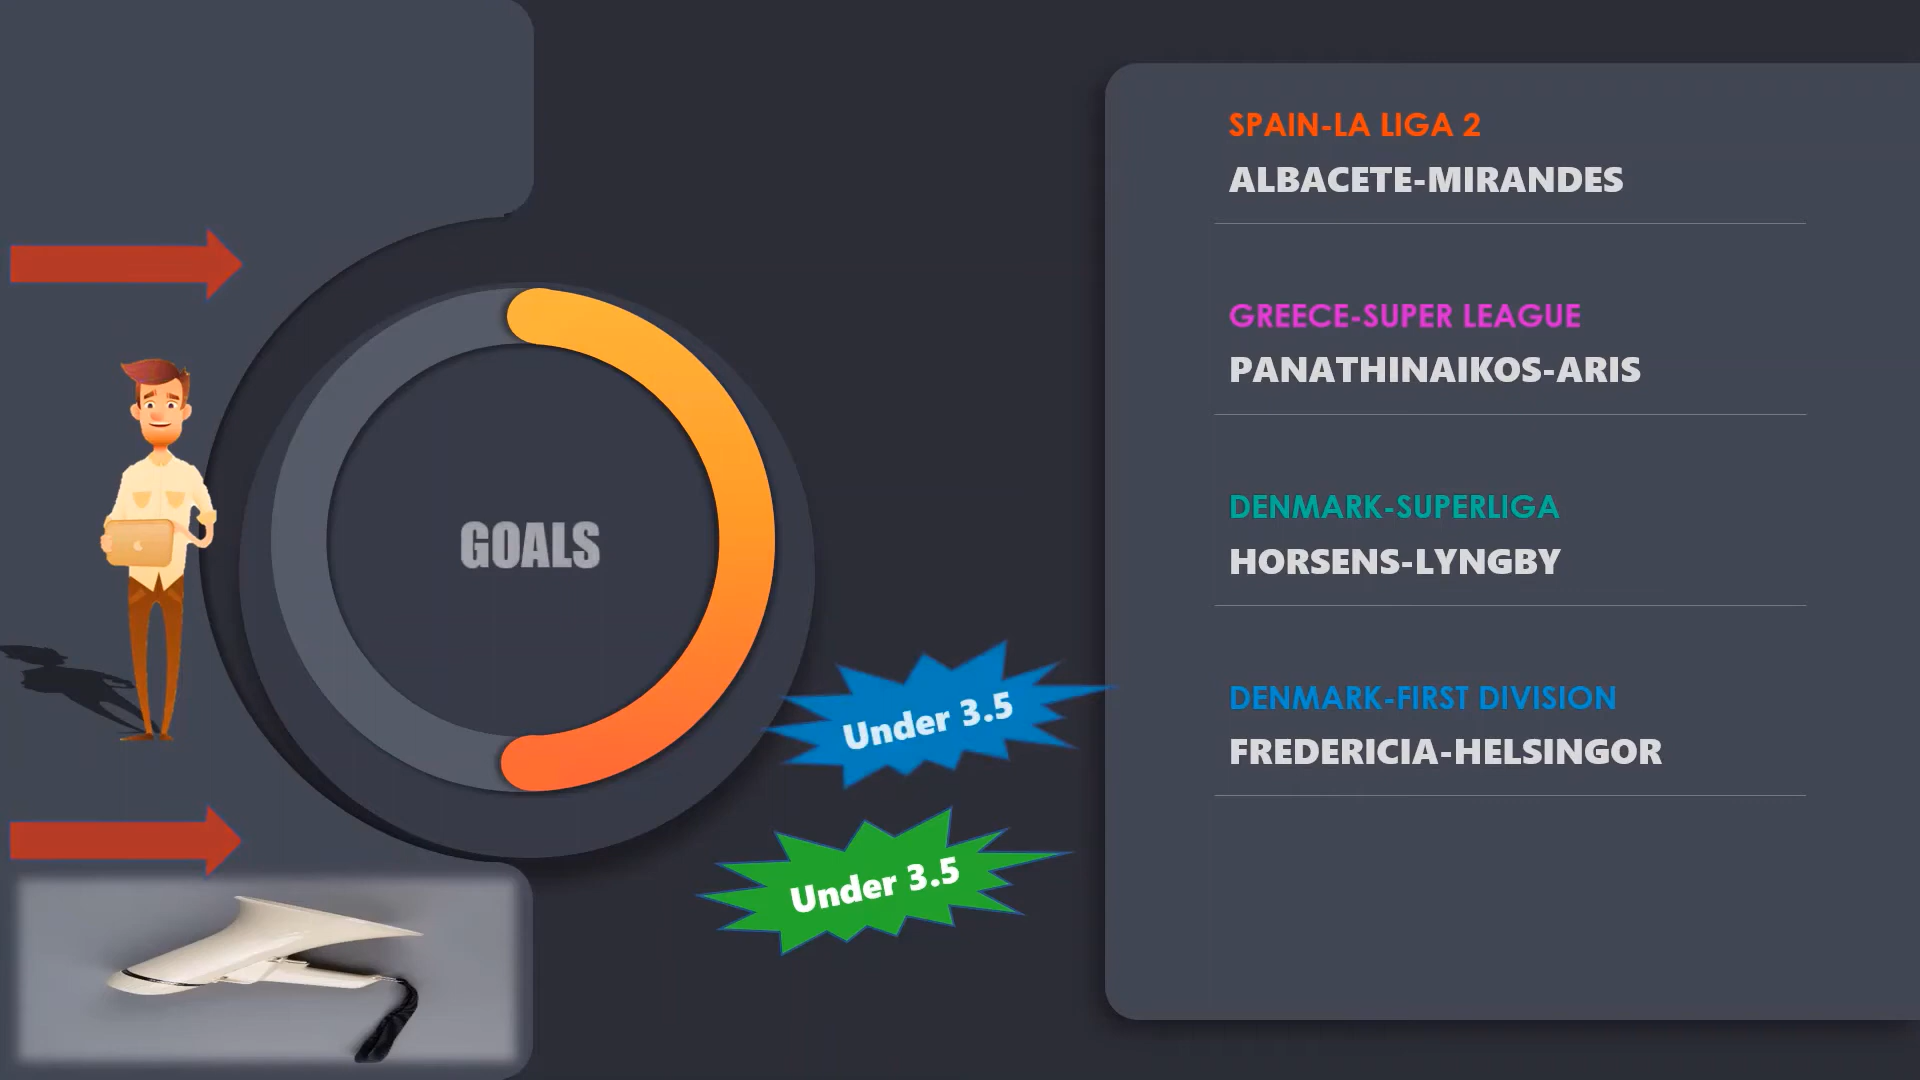 GOALS
Under 3.5
Under 3.5
SPAIN-LA LIGA 2
ALBACETE-MIRANDES
GREECE-SUPER LEAGUE
PANATHINAIKOS-ARIS
DENMARK-SUPERLIGA
HORSENS-LYNGBY
DENMARK-FIRST DIVISION
FREDERICIA-HELSINGOR